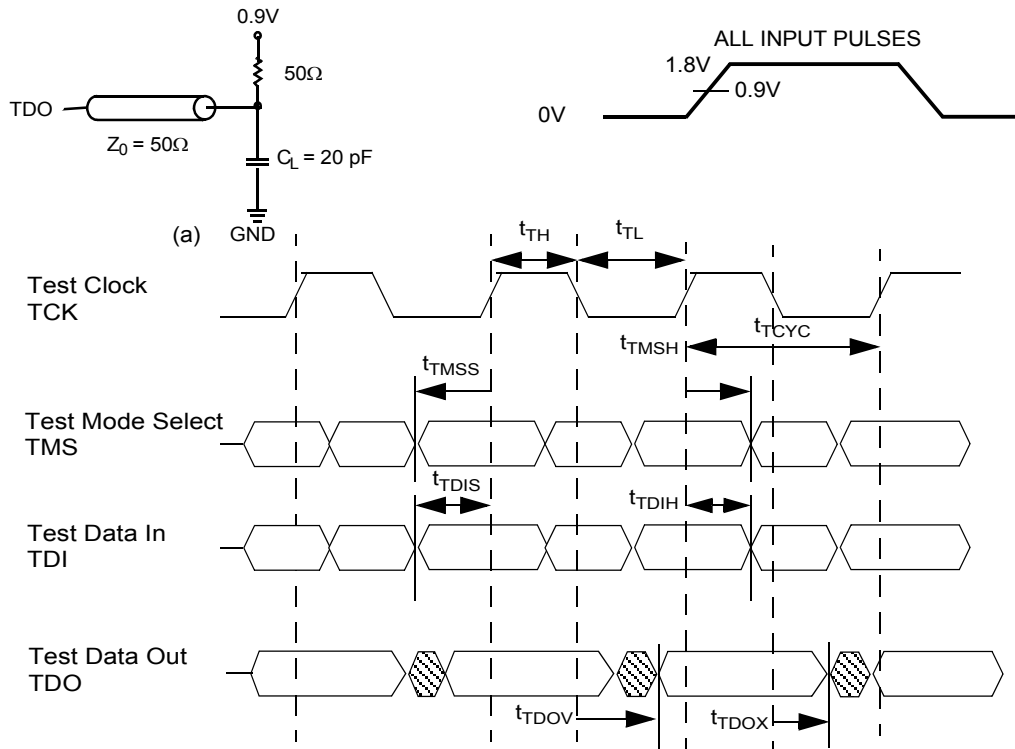 0.9V
50Ω
TDO
Z0 = 50Ω
CL = 20 pF
(a) GND
ALL INPUT PULSES
1.8V
0.9V
0V
tTH
tTL
Test Clock
TCK
tTCYC
tTMSH
tTMSS
Test Mode Select
TMS
tTDIS
tTDIH
Test Data In
TDI
Test Data Out
TDO
tTDOV
tTDOX